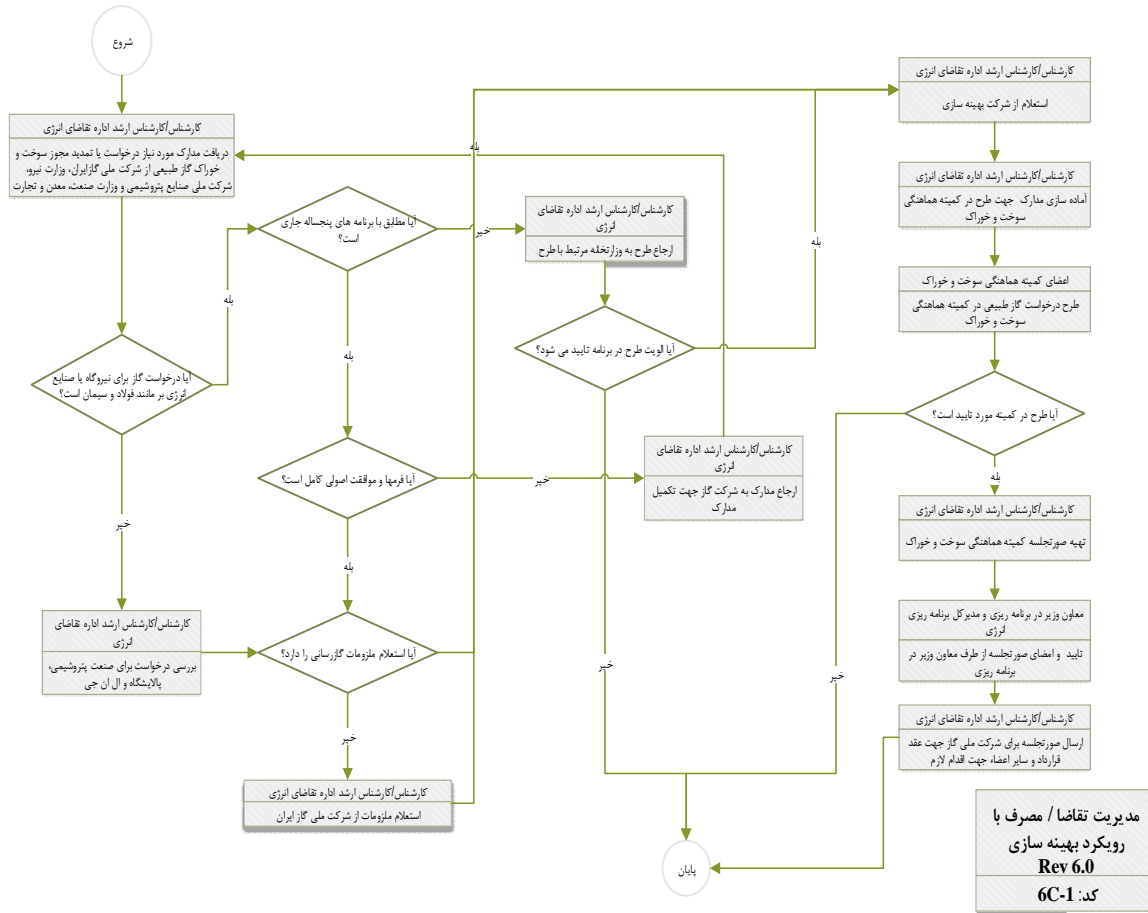 شروع
کارشناس/کارشناس ارشد اداره تقاضای انرژی
دریافت مدارک مورد نیاز درخواست یا تمدید مجوز سوخت و
خوراک گاز طبیعی از شرکت ملی گازایران، وزارت نیرو،
شرکت ملی صنایع پتروشیمی و وزارت صنعت، معدن و تجارت
آیا درخواست گاز برای نیروگاه یا صنایع
انرژی بر مانند فولاد و سیمان است؟
بله
خیر
کارشناس/کارشناس ارشد اداره تقاضای
انرژی
بررسی درخواست برای صنعت پتروشیمی،
پالایشگاه و ال ان جی
آیا مطابق با برنامه های پنجساله جاری
است؟
خیر
بله
کارشناس/کارشناس ارشد اداره تقاضای
انرژی
ارجاع طرح به وزارتخانه مرتبط با طرح
آیا الویت طرح در برنامه تایید می شود؟
بله
خیر
آیا فرمها و موافقت اصولی کامل است؟
خیر
بله
کارشناس/کارشناس ارشد اداره تقاضای
انرژی
ارجاع مدارک به شرکت گاز جهت تکمیل
مدارک
بله
آیا استعلام ملزومات گازرسانی را دارد؟
بله
خیر
کارشناس/کارشناس ارشد اداره تقاضای انرژی
استعلام ملزومات از شرکت ملی گاز ایران
کارشناس/کارشناس ارشد اداره تقاضای انرژی
استعلام از شرکت بهینه سازی
کارشناس/کارشناس ارشد اداره تقاضای انرژی
آماده سازی مدارک جهت طرح در کمیته هماهنگی
سوخت و خوراک
اعضای کمیته هماهنگی سوخت و خوراک
طرح درخواست گاز طبیعی در کمیته هماهنگی
سوخت و خوراک
آیا طرح در کمیته مورد تایید است؟
بله
خیر
کارشناس/کارشناس ارشد اداره تقاضای انرژی
تهیه صورتجلسه کمیته هماهنگی سوخت و خوراک
معاون وزیر در برنامه ریزی و مدیرکل برنامه ریزی
انرژی
تایید و امضای صورتجلسه از طرف معاون وزیر در
برنامه ریزی
کارشناس/کارشناس ارشد اداره تقاضای انرژی
ارسال صورتجلسه برای شرکت ملی گاز جهت عقد
قرارداد و سایر اعضاء جهت اقدام لازم
پایان
مدیریت تقاضا / مصرف با
رویکرد بهینه سازی
Rev 6.0
کد: 6C-1